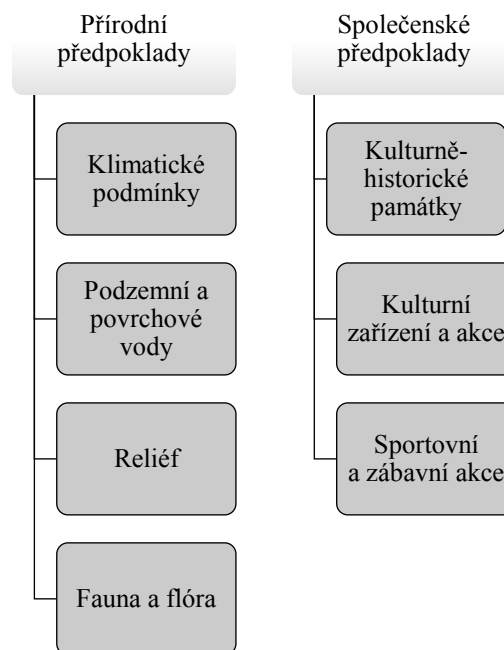 Přírodní
předpoklady
Klimatické
podmínky
Podzemní a
povrchové
vody
Reliéf
Fauna a flóra
Společenské
předpoklady
Kulturně-
historické
památky
Kulturní
zařízení a akce
Sportovní
a zábavní akce